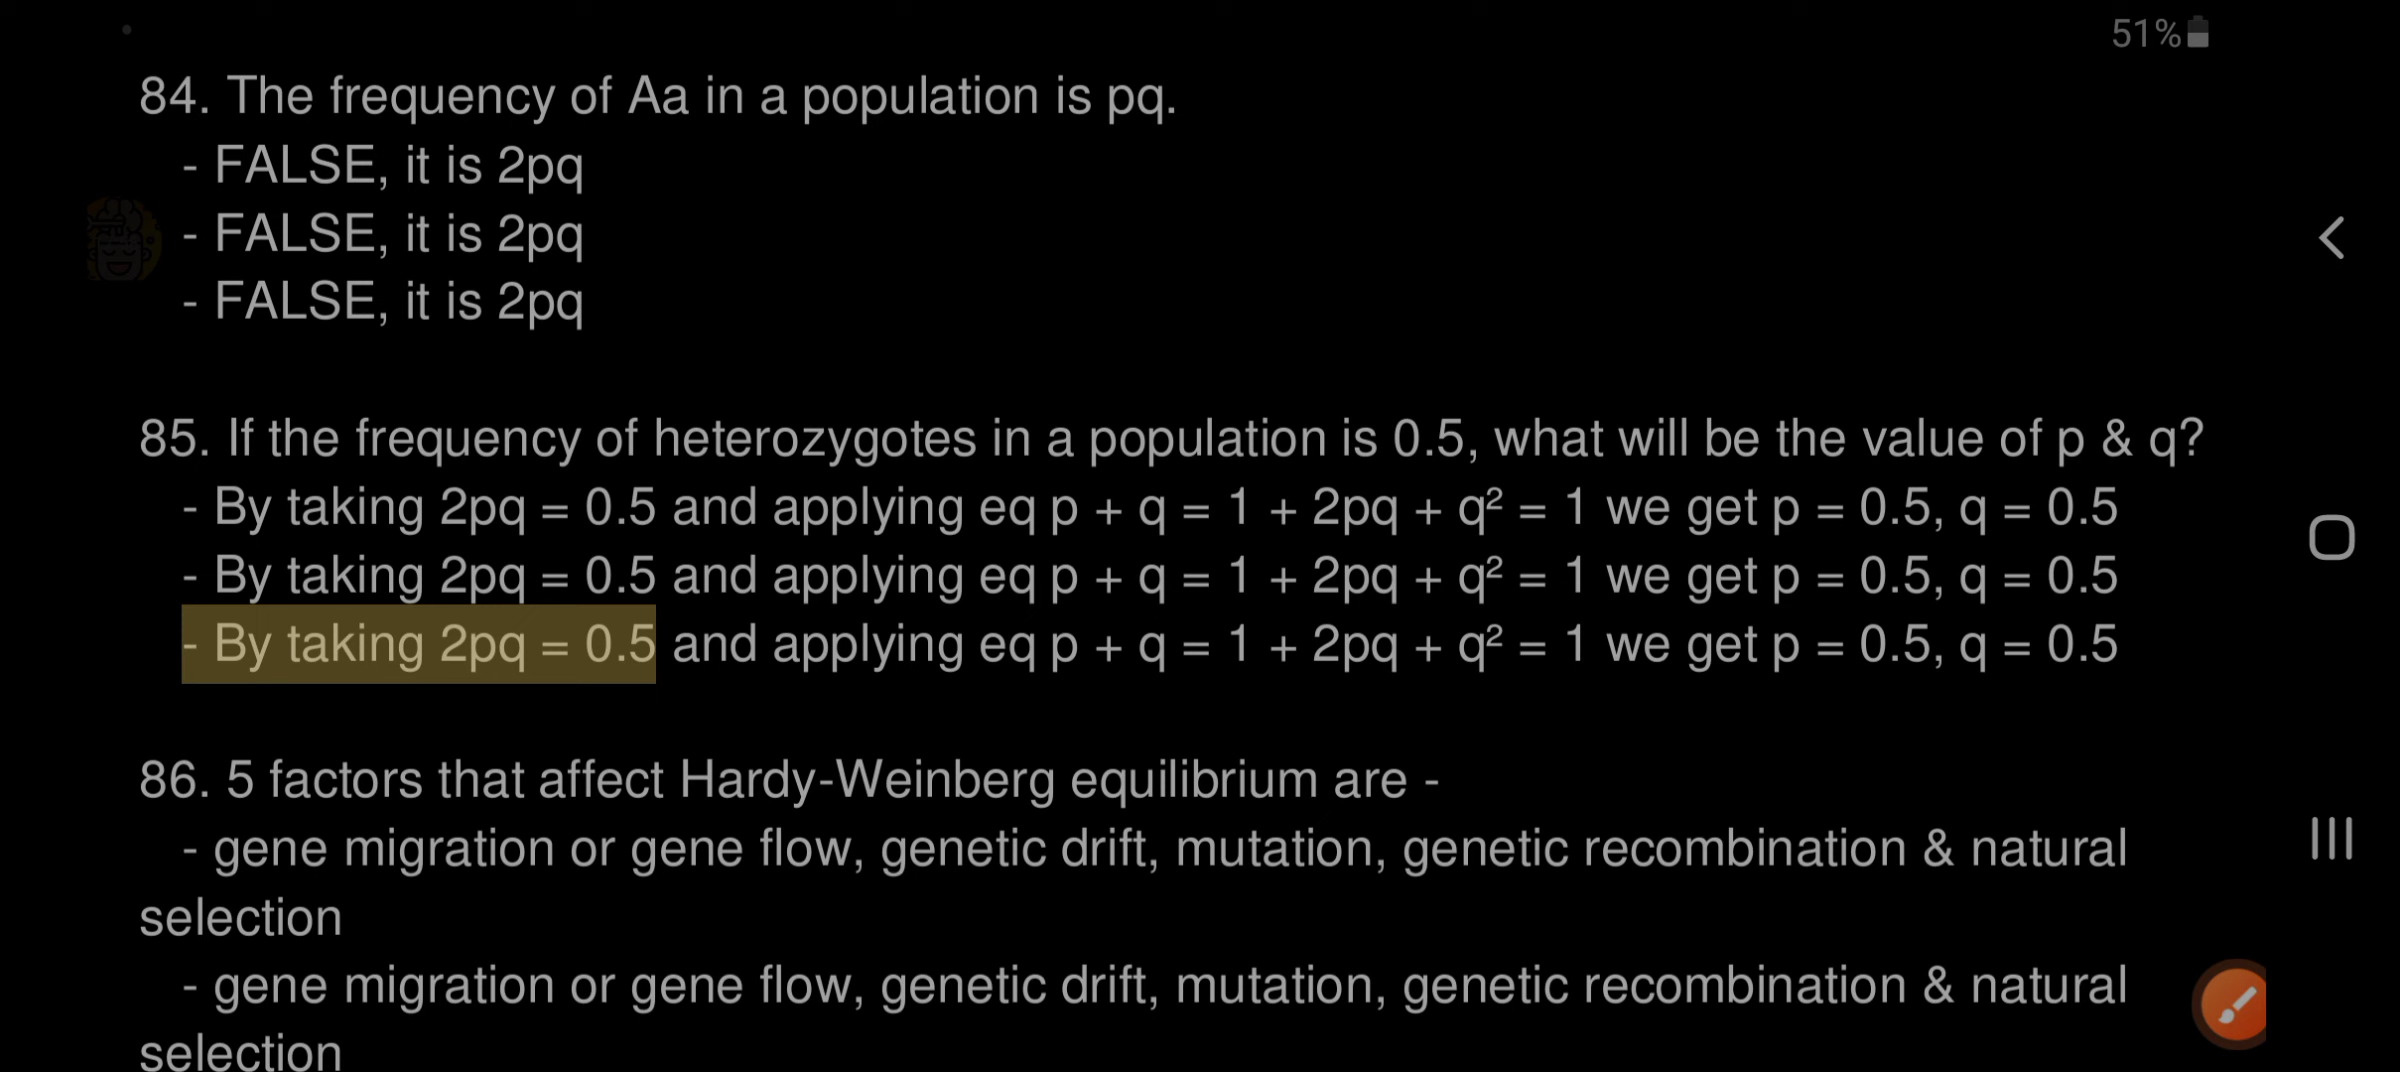 51%
84. The frequency of Aa in a population is pq.
- FALSE, it is 2pq
- FALSE, it is 2pq
- FALSE, it is 2pq
85. If the frequency of heterozygotes in a population is 0.5, what will be the value of p & q?
- By taking 2pq = 0.5 and applying eq p + q = 1 + 2pq + q² = 1 we get p = 0.5, q = 0.5
- By taking 2pq = 0.5 and applying eq p + q = 1 + 2pq + q² = 1 we get p = 0.5, q = 0.5
- By taking 2pq = 0.5 and applying eq p + q = 1 + 2pq + q² = 1 we get p = 0.5, q = 0.5
86. 5 factors that affect Hardy-Weinberg equilibrium are -
- gene migration or gene flow, genetic drift, mutation, genetic recombination & natural
selection
- gene migration or gene flow, genetic drift, mutation, genetic recombination & natural
selection